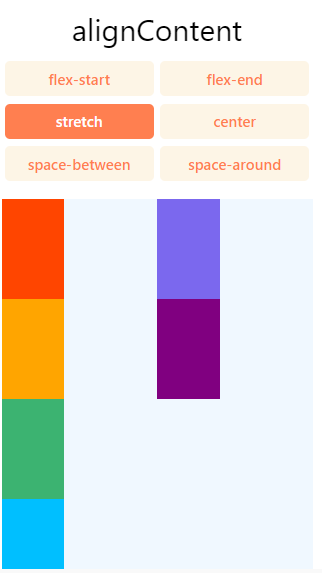 alignContent
flex-start
flex-end
stretch
center
space-between
space-around